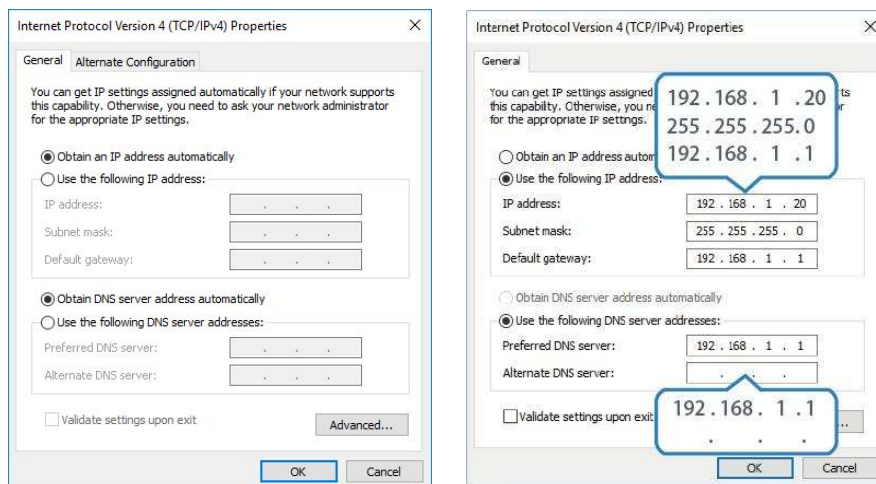 Internet Protocol Version 4 (TCP/IPv4) Properties
General
Alternate Configuration
You can get IP settings assigned automatically if your network supports
this capability. Otherwise, you need to ask your network administrator
for the appropriate IP settings.
Obtain an IP address automatically
Use the following IP address:
IP address:
. . .
Subnet mask:
. . .
Default gateway:
. . .
Obtain DNS server address automatically
Use the following DNS server addresses:
Preferred DNS server:
. . .
Alternate DNS server:
. . .
Validate settings upon exit
Advanced...
OK
Cancel
Internet Protocol Version 4 (TCP/IPv4) Properties
General
You can get IP settings assigned
this capability. Otherwise, you
for the appropriate IP settings.
192.168. 1 .20
255.255.255.0
192.168. 1 .1
Obtain an IP address
Use the following IP address:
IP address:
192 . 168 . 1 . 20
Subnet mask:
255 . 255 . 255 . 0
Default gateway:
192 . 168 . 1 . 1
Obtain DNS server address automatically
Use the following DNS server addresses:
Preferred DNS server:
192 . 168 . 1 . 1
Alternate DNS server:
. . .
192.168. 1 .1
. . .
Validate settings upon exit
OK
Cancel